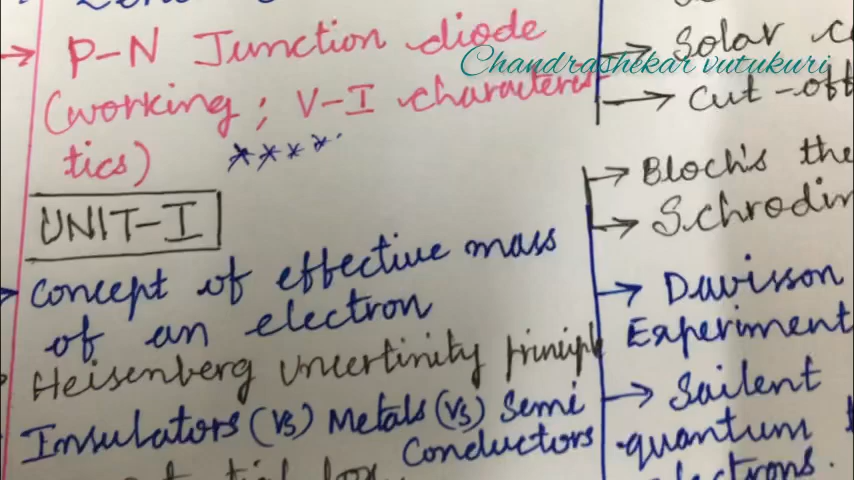 P-N Junction diode
(working ; V-I characteris-
tics) ****
UNIT-I
concept of effective mass
of an electron
Heisenberg uncertinity principle
Insulators (vs) Metals (vs) Semi
conductors
Solar
cut-off
Bloch's
Schrodin
Davisson
Experiment
Sailent
quantum
electrons.
Chandrashekar vutukuri